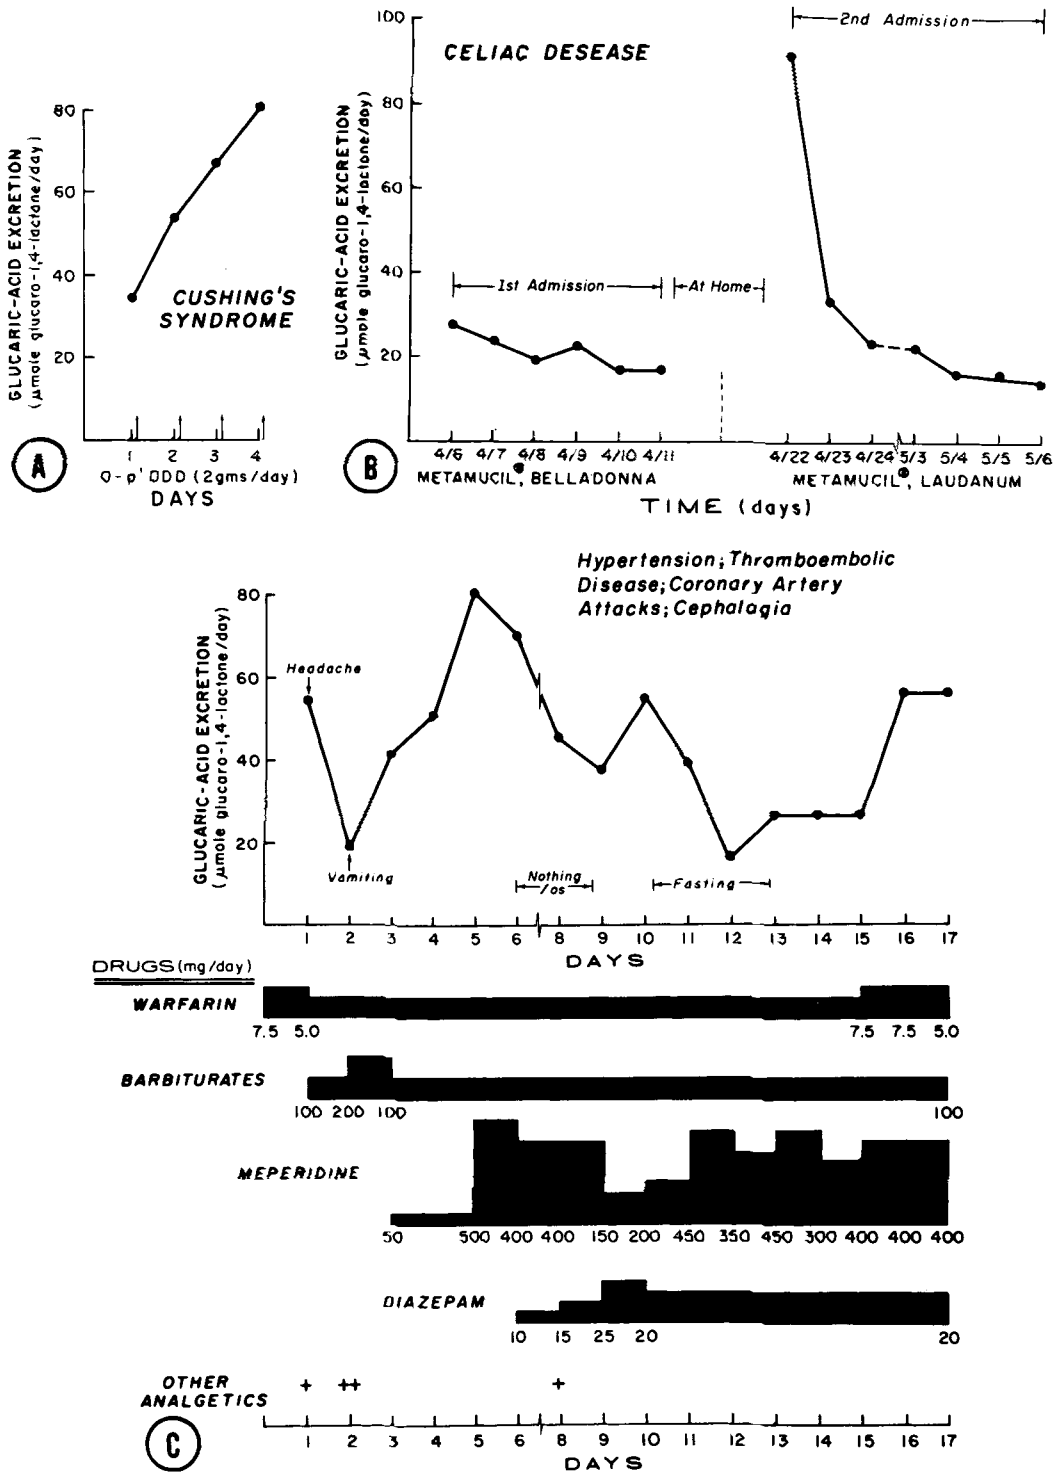 GLUCARIC-ACID EXCRETION
(µmole glucaro-1,4-lactone/day)
80
60
40
20
CUSHING'S
SYNDROME
1 2 3 4
O-p' DDD (2gms/day)
DAYS
A
GLUCARIC-ACID EXCRETION
(µmole glucaro-1,4-lactone/day)
100
80
60
40
20
CELIAC DESEASE
1st Admission
At Home
2nd Admission
4/6 4/7 4/8 4/9 4/10 4/11
METAMUCIL®, BELLADONNA
4/22 4/23 4/24 5/3 5/4 5/5 5/6
METAMUCIL®, LAUDANUM
TIME (days)
B
Hypertension; Thromboembolic
Disease; Coronary Artery
Attacks; Cephalagia
GLUCARIC-ACID EXCRETION
(µmole glucaro-1,4-lactone/day)
80
60
40
20
Headache
Vomiting
Nothing
/os
Fasting
1 2 3 4 5 6 8 9 10 11 12 13 14 15 16 17
DAYS
DRUGS (mg/day)
WARFARIN
7.5 5.0 7.5 7.5 5.0
BARBITURATES
100 200 100 100
MEPERIDINE
50 500 400 400 150 200 450 350 450 300 400 400 400
DIAZEPAM
10 15 25 20 20
OTHER
ANALGETICS
+ ++ +
1 2 3 4 5 6 8 9 10 11 12 13 14 15 16 17
DAYS
C